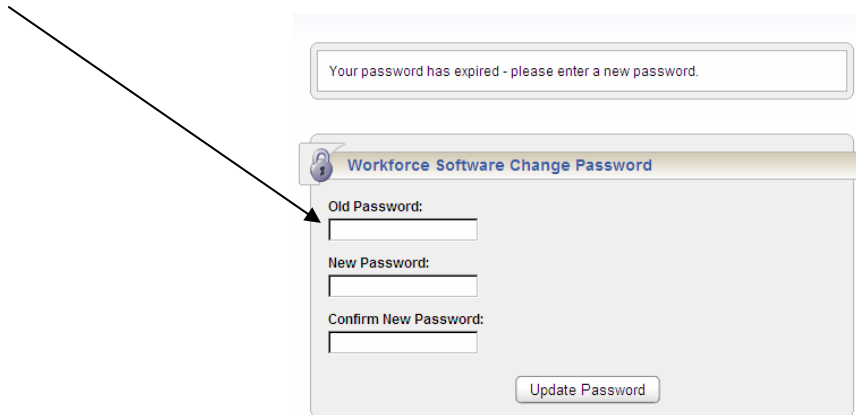 Your password has expired - please enter a new password.
Workforce Software Change Password
Old Password:
New Password:
Confirm New Password:
Update Password